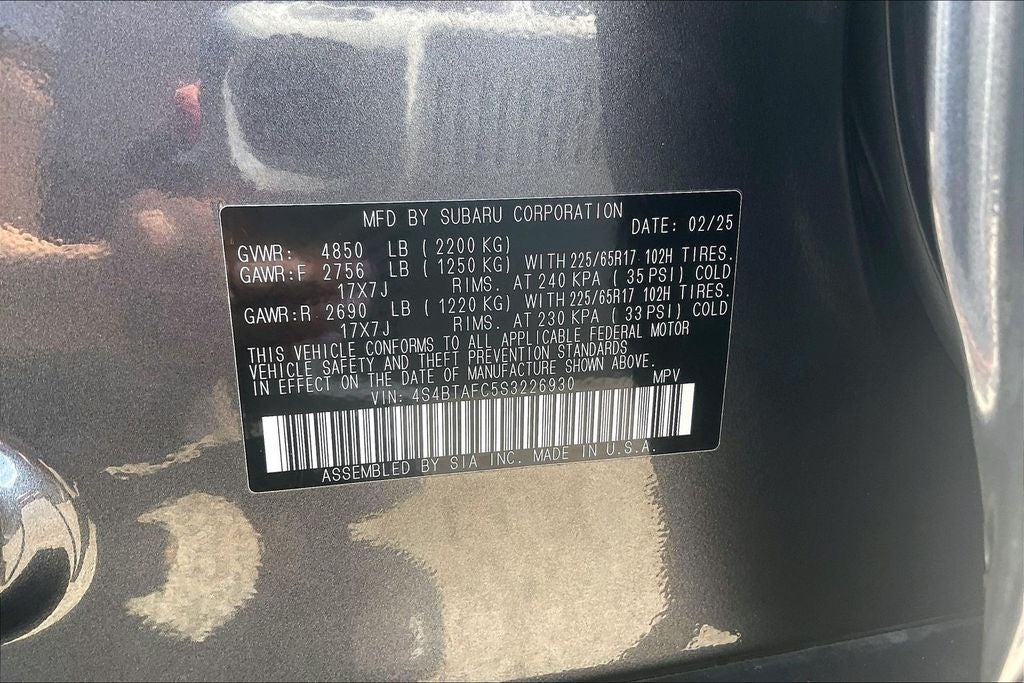 MFD BY SUBARU CORPORATION DATE: 02/25
GVWR: 4850 LB (2200 KG)
GAWR:F 2756 LB (1250 KG) WITH 225/65R17 102H TIRES.
17X7J RIMS. AT 240 KPA (35 PSI) COLD
GAWR:R 2690 LB (1220 KG) WITH 225/65R17 102H TIRES.
17X7J RIMS. AT 230 KPA (33 PSI) COLD
THIS VEHICLE CONFORMS TO ALL APPLICABLE FEDERAL MOTOR
VEHICLE SAFETY AND THEFT PREVENTION STANDARDS
IN EFFECT ON THE DATE OF MANUFACTURE SHOWN ABOVE.
VIN: 4S4BTAFC5S3226930 MPV
ASSEMBLED BY SIA INC. MADE IN U.S.A.